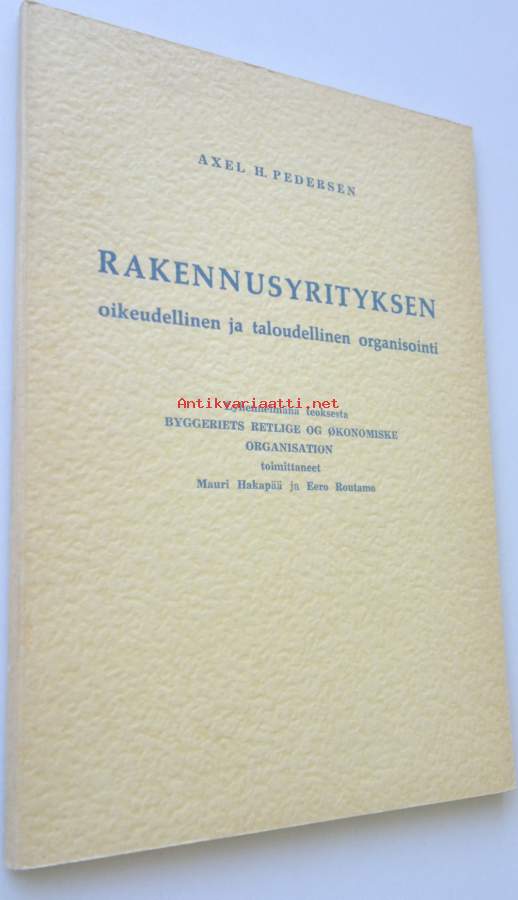 AXEL H. PEDERSEN
RAKENNUSYRITYKSEN
oikeudellinen ja taloudellinen organisointi
Antikvariaatti.net
Lyhennelmänä teoksesta
BYGGERIETS RETLIGE OG ØKONOMISKE
ORGANISATION
toimittaneet
Mauri Hakapää ja Eero Routamo